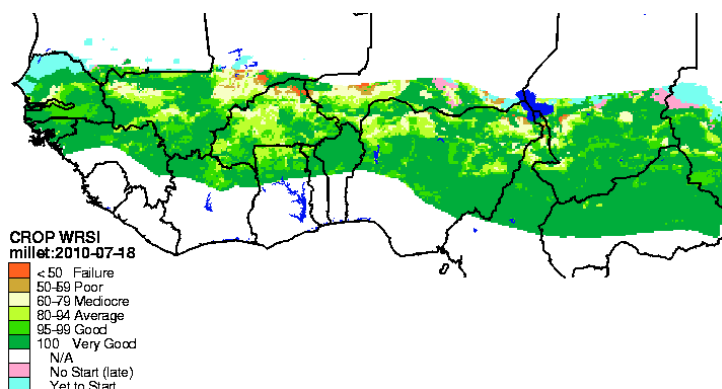 CROP WRSI
millet:2010-07-18
<50 Failure
50-59 Poor
60-79 Mediocre
80-94 Average
95-99 Good
100 Very Good
N/A
No Start (late)
Yet to Start